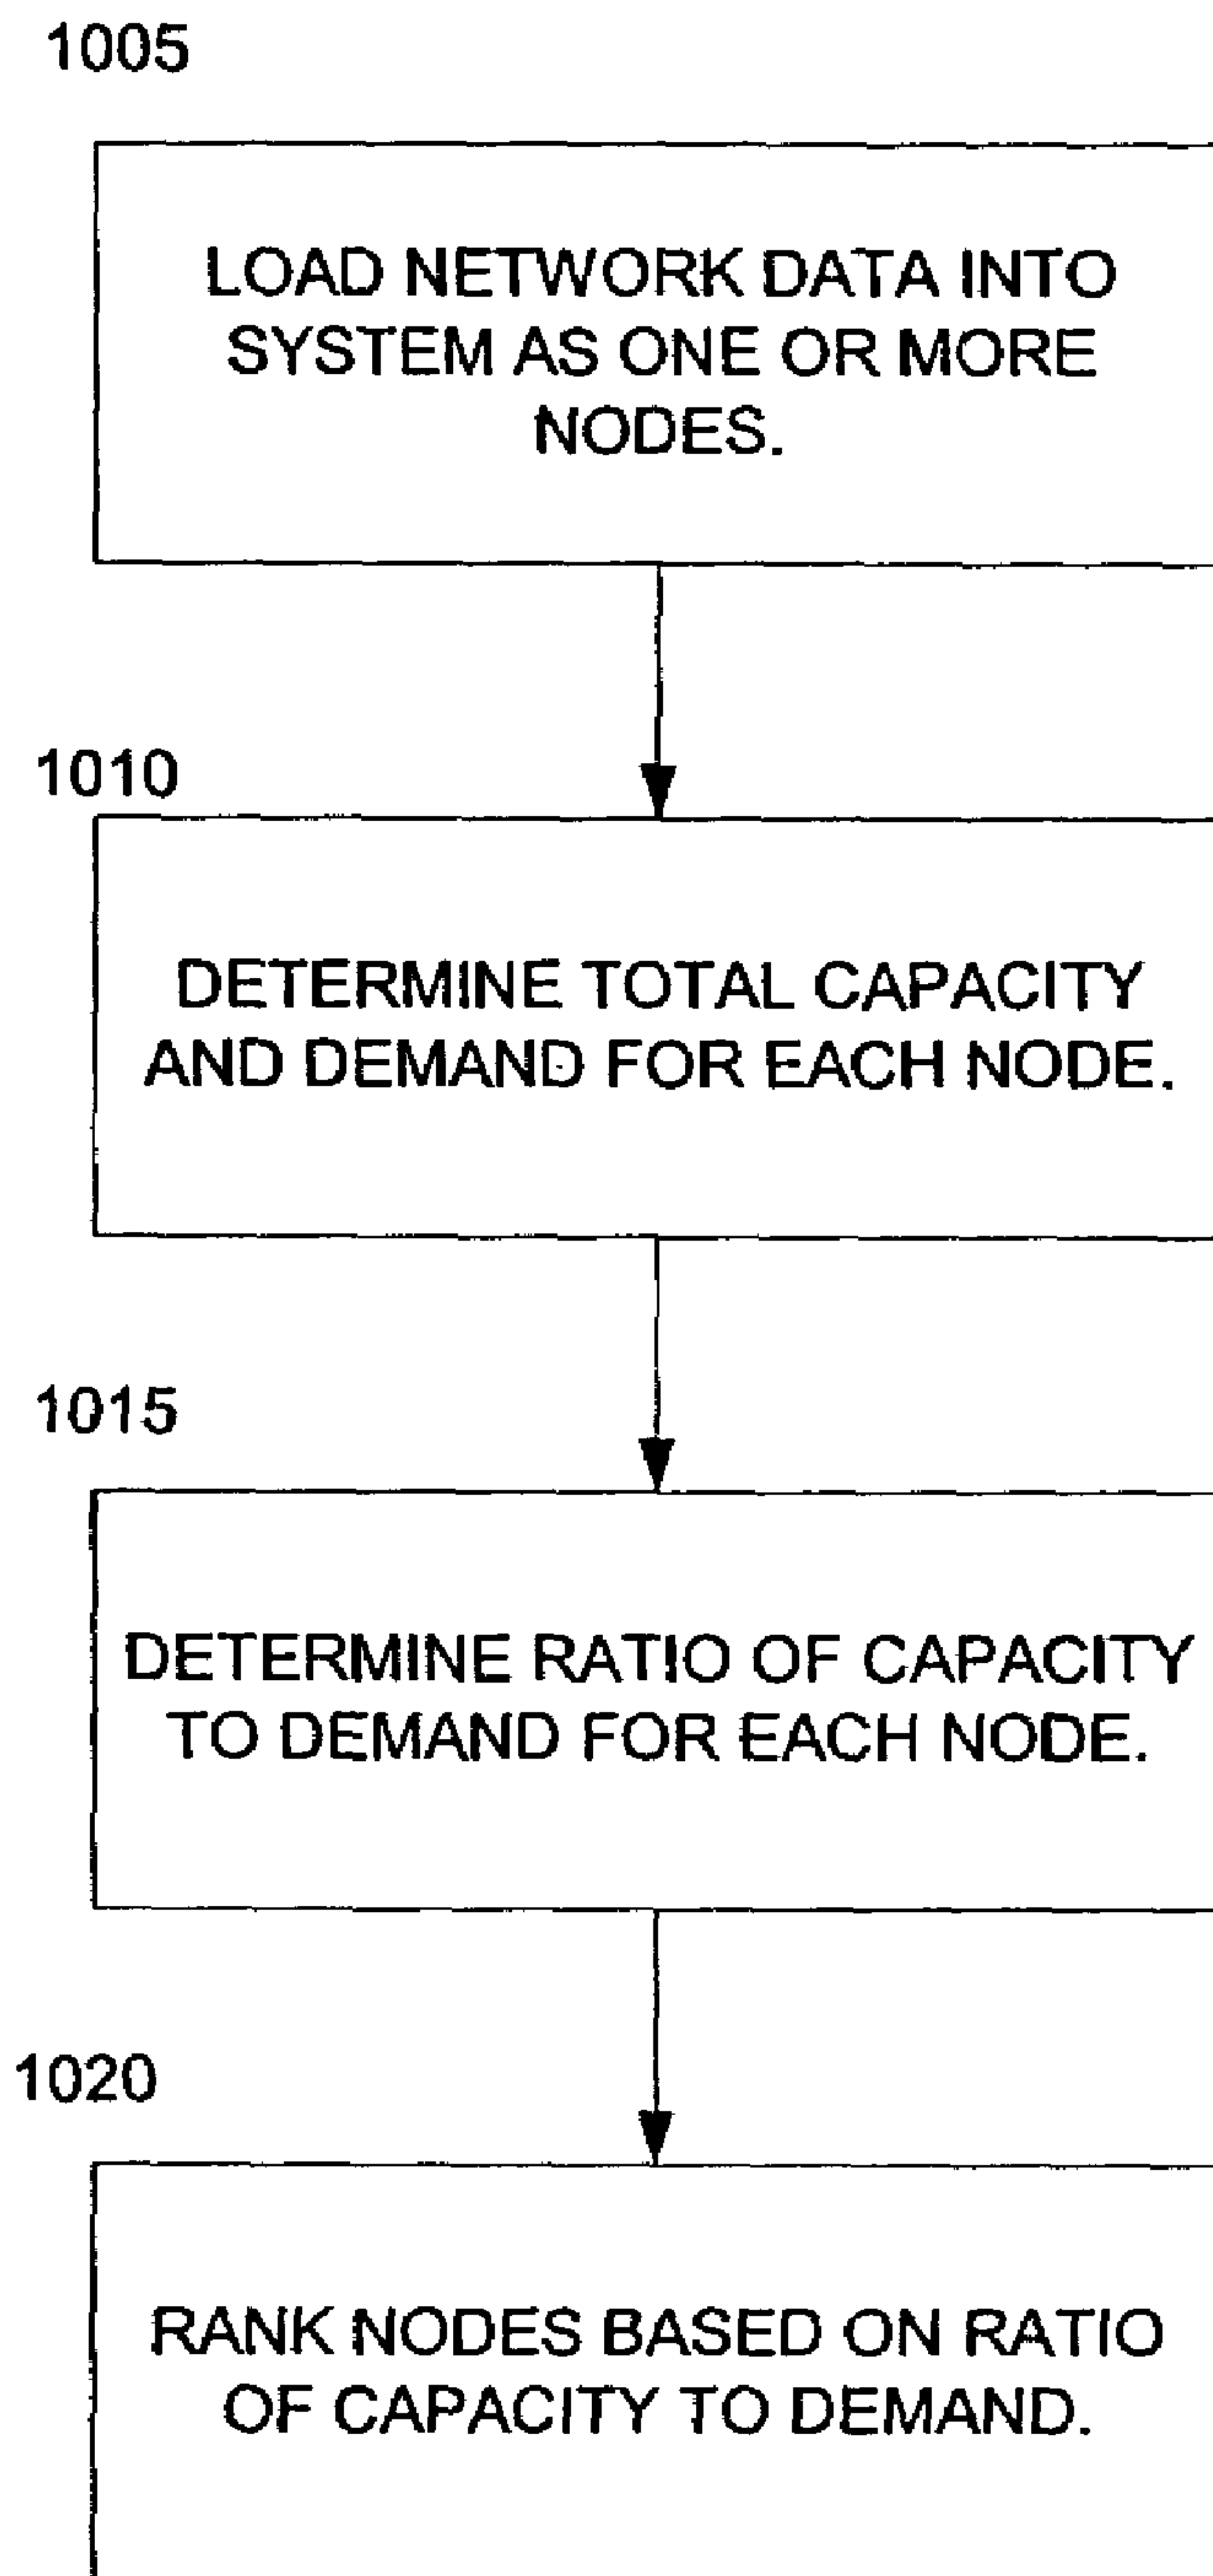 1005
LOAD NETWORK DATA INTO
SYSTEM AS ONE OR MORE
NODES.
1010
DETERMINE TOTAL CAPACITY
AND DEMAND FOR EACH NODE.
1015
DETERMINE RATIO OF CAPACITY
TO DEMAND FOR EACH NODE.
1020
RANK NODES BASED ON RATIO
OF CAPACITY TO DEMAND.